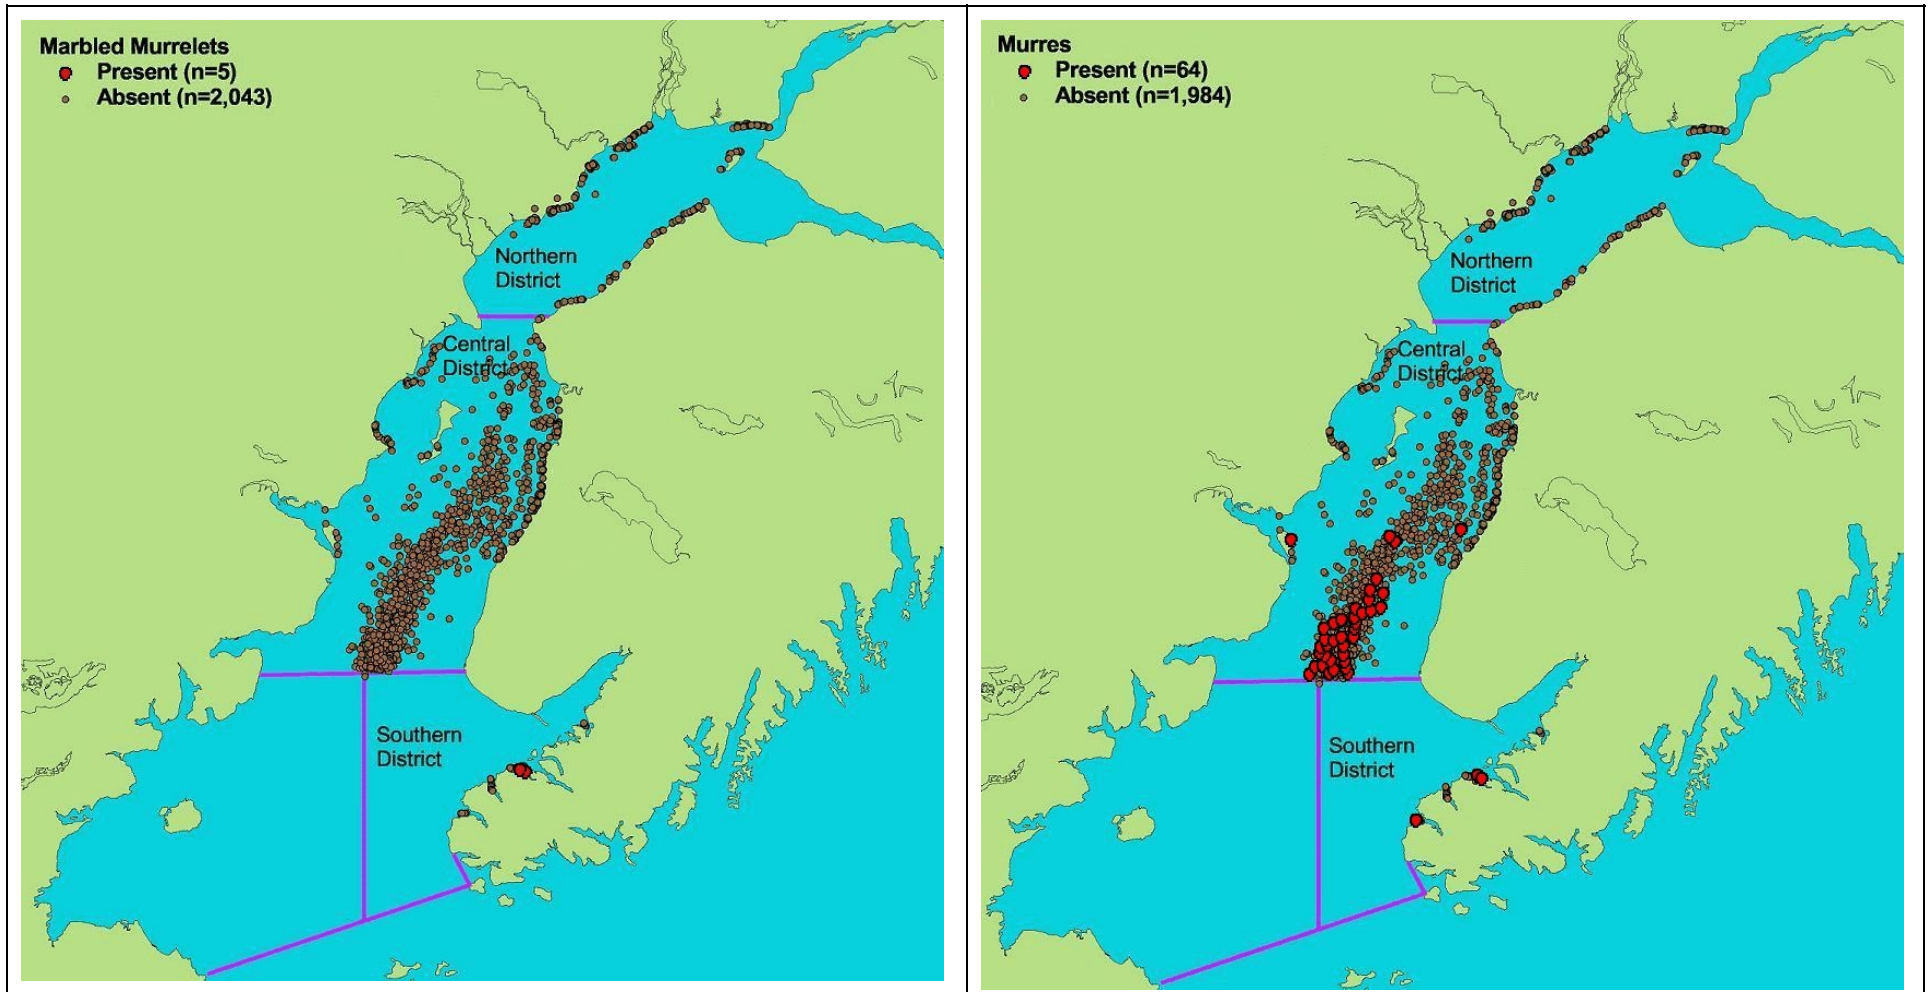 Marbled Murrelets
Present (n=5)
Absent (n=2,043)
Northern
District
Central
District
Southern
District
Murres
Present (n=64)
Absent (n=1,984)
Northern
District
Central
District
Southern
District